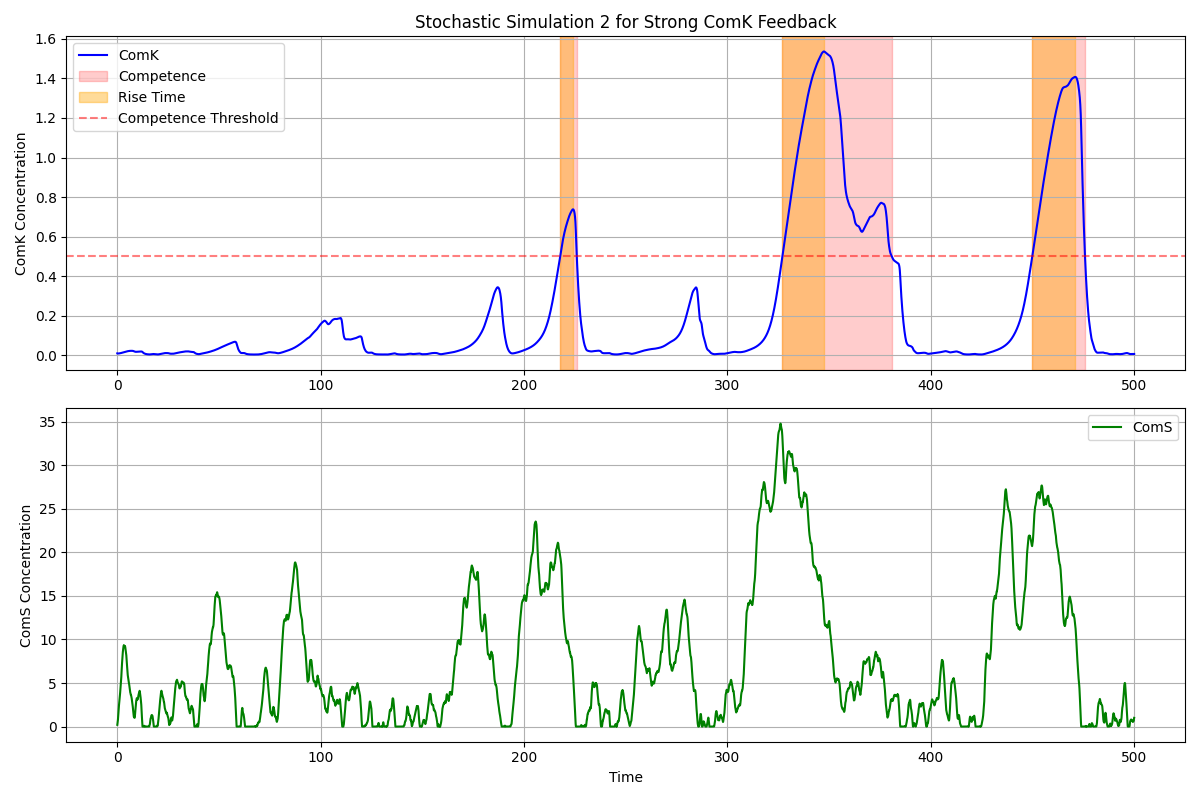 Stochastic Simulation 2 for Strong ComK Feedback
ComK Concentration
1.6
1.4
1.2
1.0
0.8
0.6
0.4
0.2
0.0
ComK
Competence
Rise Time
Competence Threshold
0 100 200 300 400 500
ComS Concentration
35
30
25
20
15
10
5
0
ComS
0 100 200 300 400 500
Time